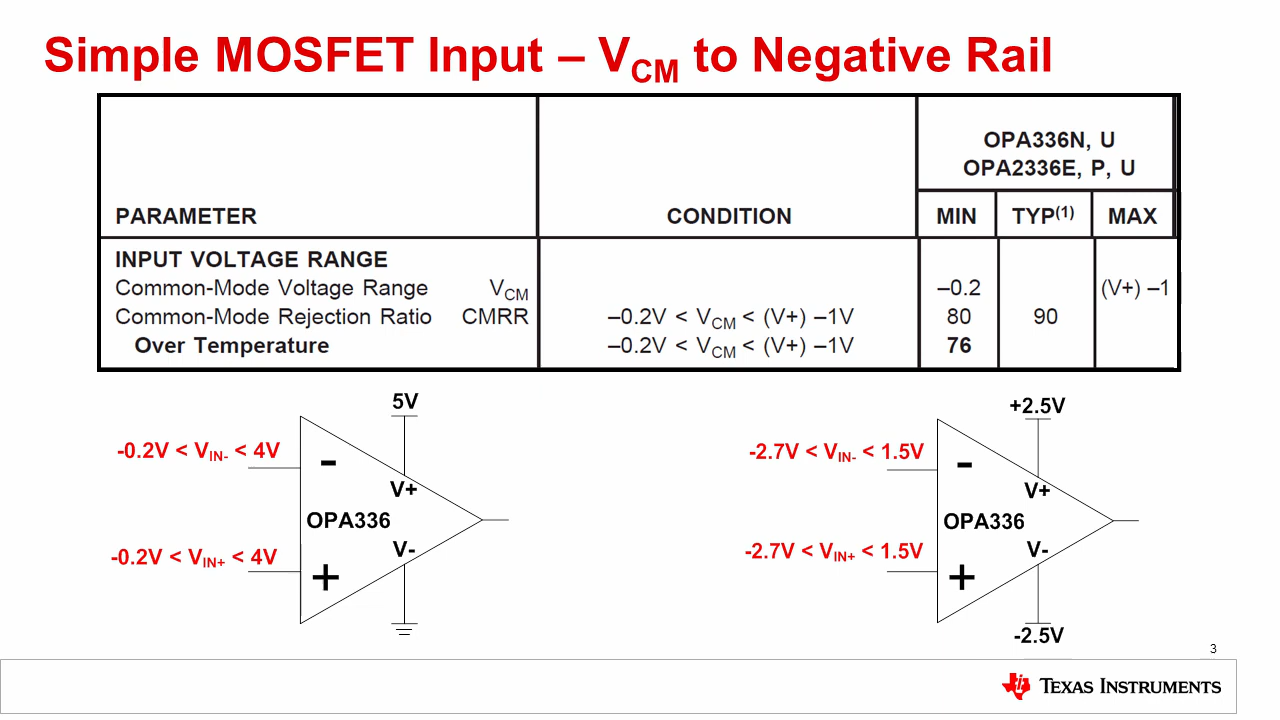 Simple MOSFET Input – VCM to Negative Rail
OPA336N, U
OPA2336E, P, U
PARAMETER CONDITION MIN TYP(1) MAX
INPUT VOLTAGE RANGE
Common-Mode Voltage Range VCM –0.2 (V+) –1
Common-Mode Rejection Ratio CMRR –0.2V < VCM < (V+) –1V 80 90
Over Temperature –0.2V < VCM < (V+) –1V 76
5V
-0.2V < VIN- < 4V
-
V+
OPA336
V-
-0.2V < VIN+ < 4V
+
+2.5V
-2.7V < VIN- < 1.5V
-
V+
OPA336
V-
-2.7V < VIN+ < 1.5V
+
-2.5V
3
TEXAS INSTRUMENTS